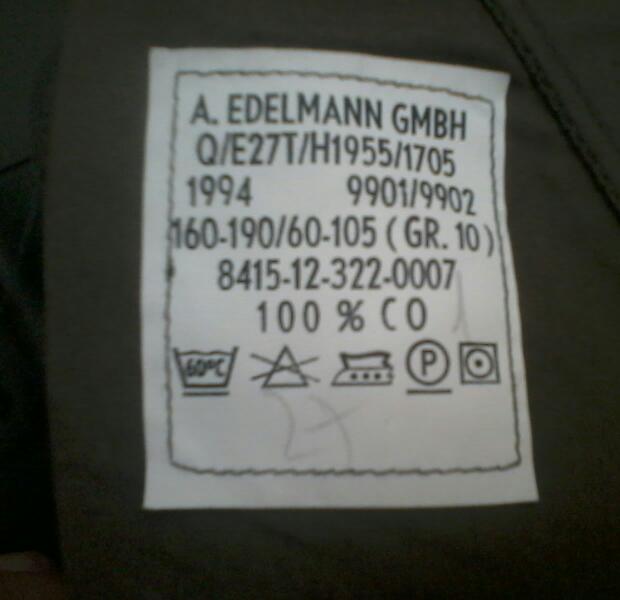 A. EDELMANN GMBH
Q/E27T/H1955/1705
1994 9901/9902
160-190/60-105 ( GR. 10 )
8415-12-322-0007
100 % CO
60°C P